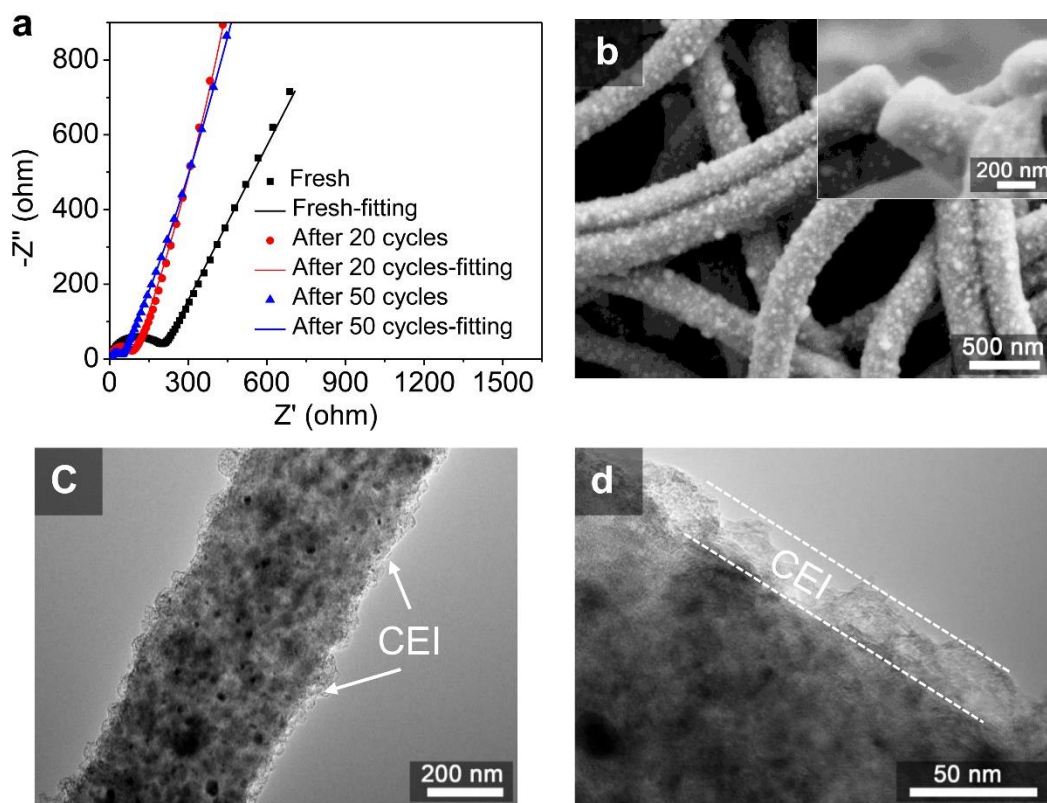 a
800
600
400
200
0
-Z" (ohm)
0 300 600 900 1200 1500
Z' (ohm)
Fresh
Fresh-fitting
After 20 cycles
After 20 cycles-fitting
After 50 cycles
After 50 cycles-fitting
b
200 nm
500 nm
C
CEI
200 nm
d
CEI
50 nm